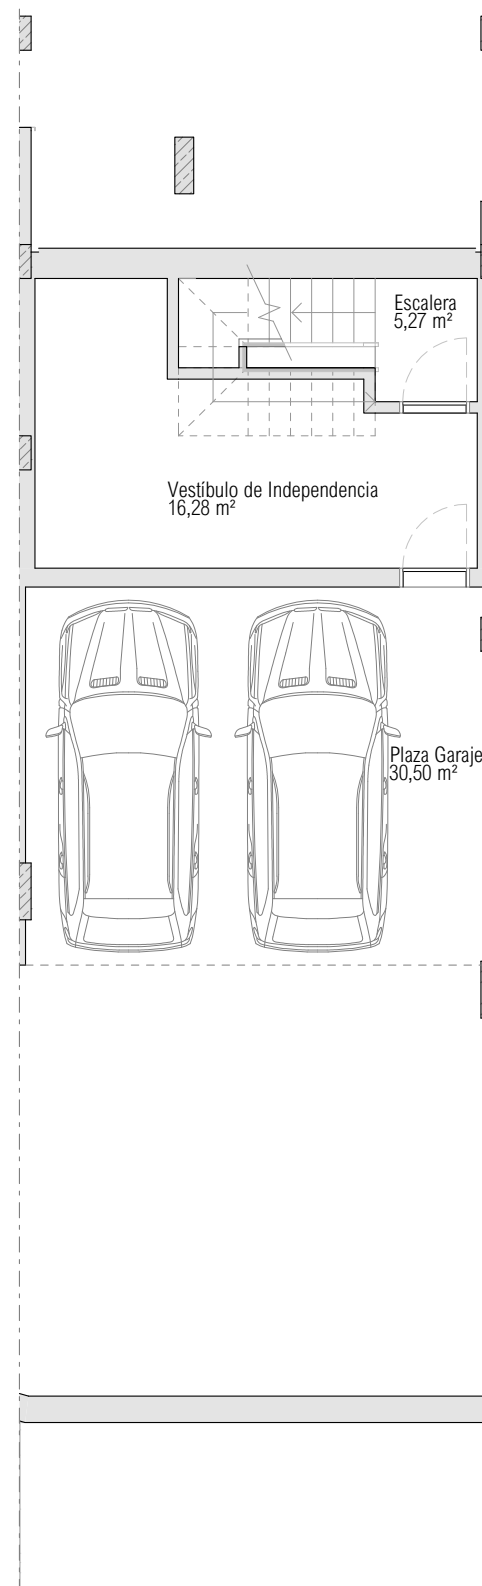 Escalera
5,27 m²
Vestíbulo de Independencia
16,28 m²
Plaza Garaje
30,50 m²